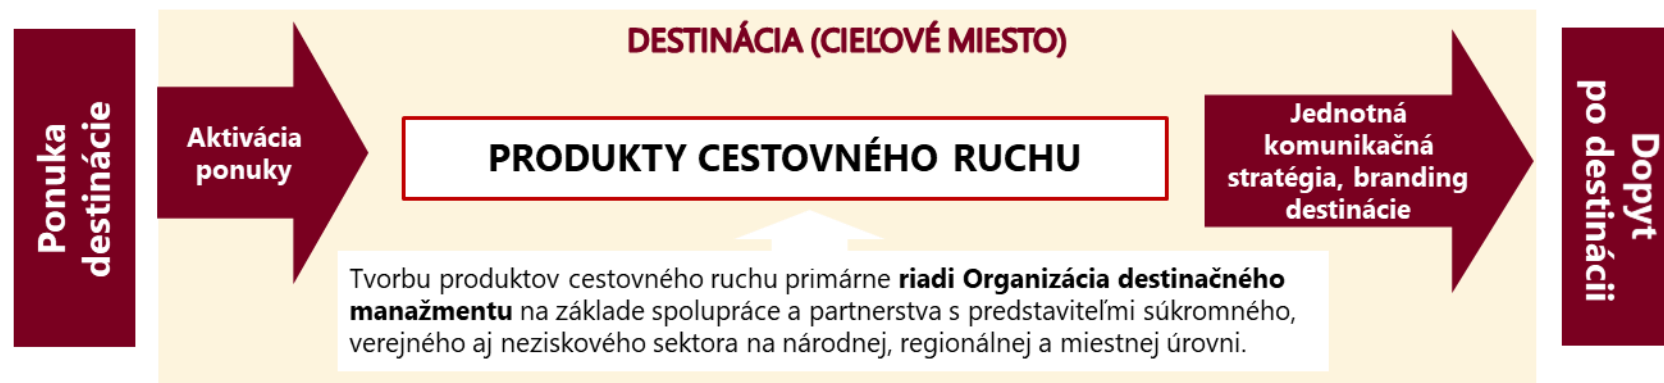 Ponuka
destinácie
Aktivácia
ponuky
DESTINÁCIA (CIEĽOVÉ MIESTO)
PRODUKTY CESTOVNÉHO RUCHU
Tvorbu produktov cestovného ruchu primárne riadi Organizácia destinačného
manažmentu na základe spolupráce a partnerstva s predstaviteľmi súkromného,
verejného aj neziskového sektora na národnej, regionálnej a miestnej úrovni.
Jednotná
komunikačná
stratégia, branding
destinácie
Dopyt
po destinácii